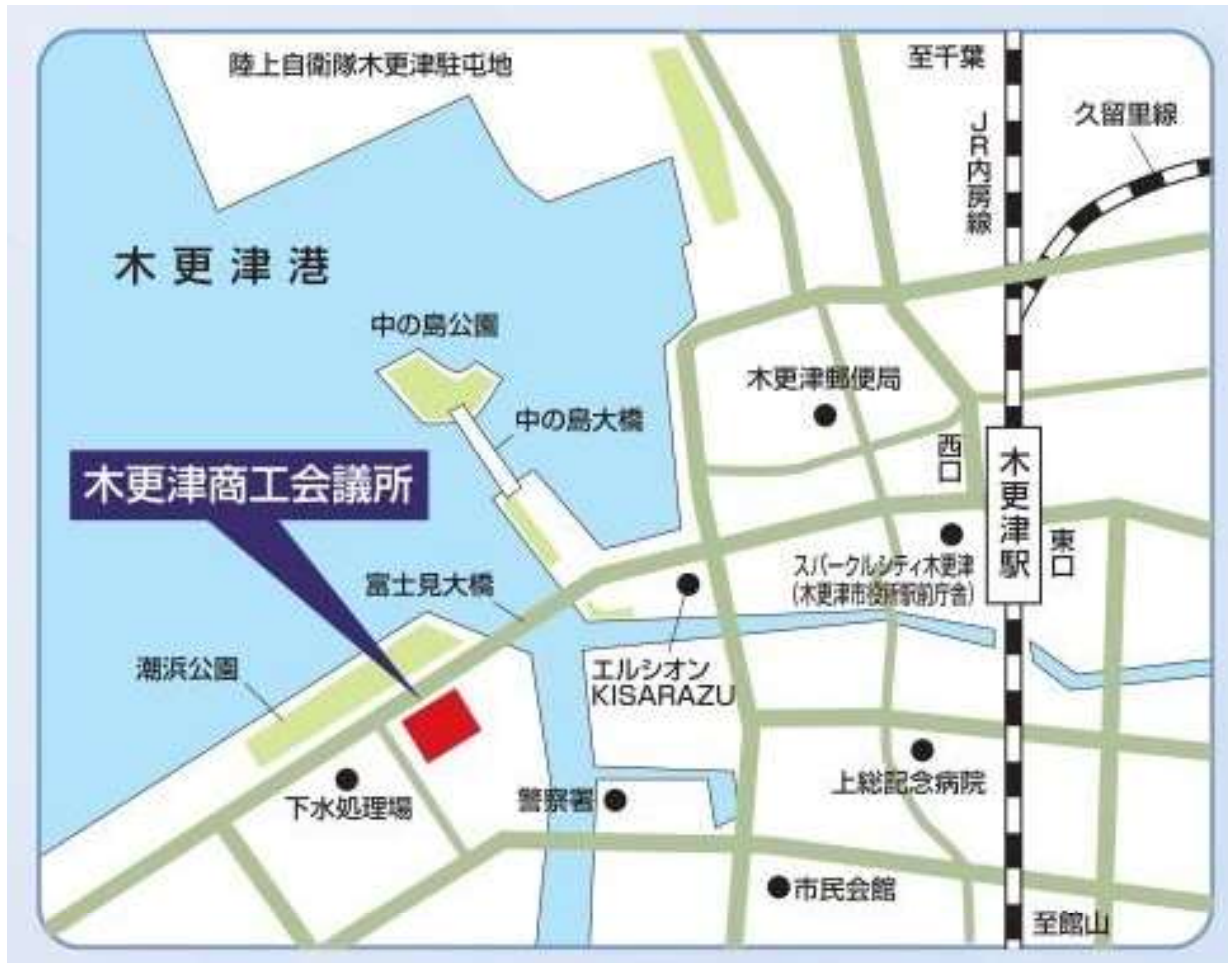 陸上自衛隊木更津駐屯地
至千葉
JR内房線
久留里線
木更津港
中の島公園
木更津郵便局
中の島大橋
西口
木更津駅
木更津商工会議所
東口
スパークルシティ木更津
(木更津市役所駅前庁舎)
富士見大橋
潮浜公園
エルシオン
KISARAZU
上総記念病院
下水処理場
警察署
市民会館
至館山